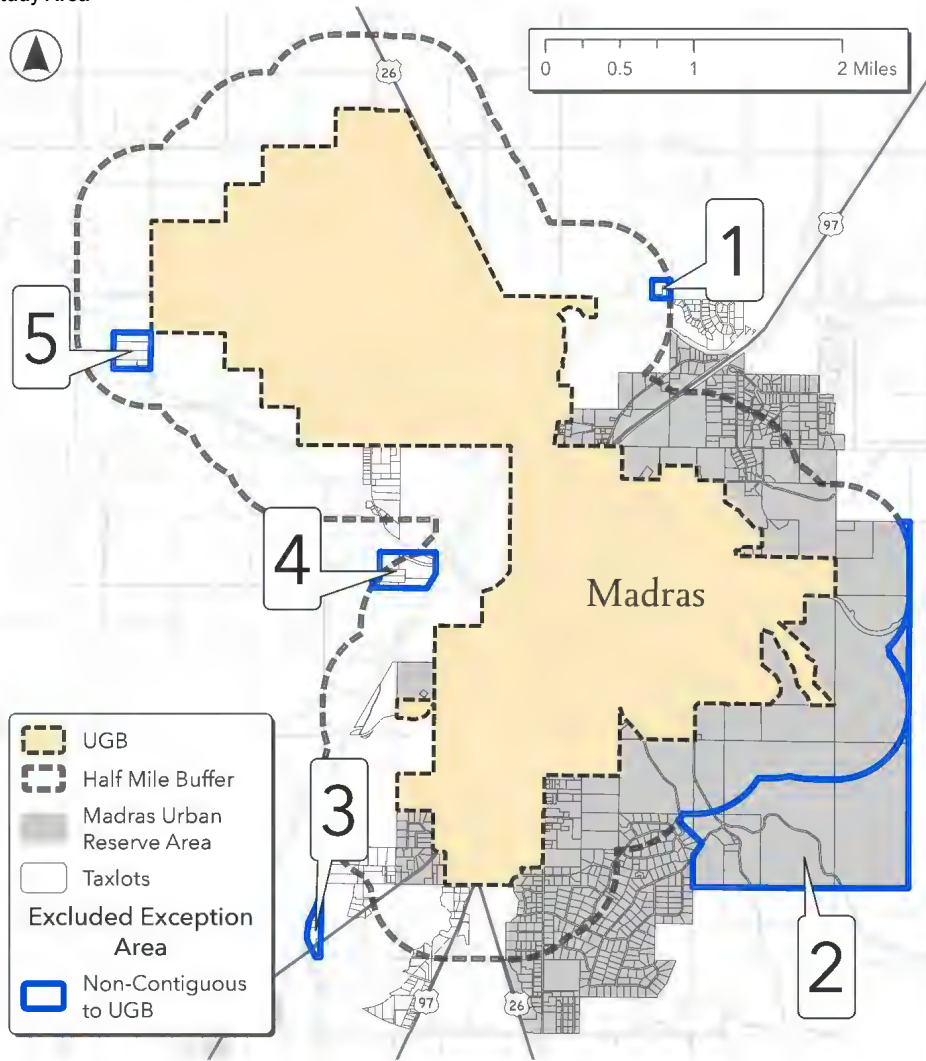 26
0 0.5 1 2 Miles
97
1
5
4
Madras
3
2
97
26
UGB
Half Mile Buffer
Madras Urban
Reserve Area
Taxlots
Excluded Exception
Area
Non-Contiguous
to UGB